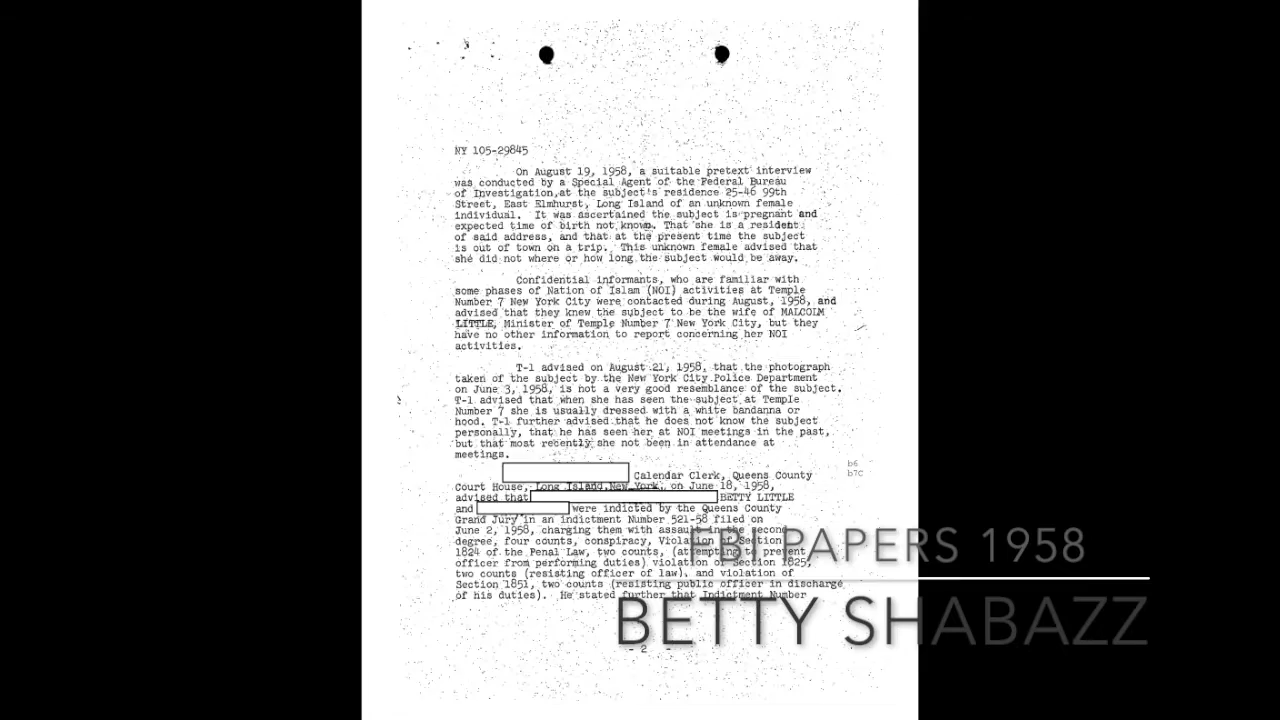 NY 105-29845
On August 19, 1958, a suitable pretext interview
was conducted by a Special Agent of the Federal Bureau
of Investigation,at the subject's residence 25-46 99th
Street, East Elmhurst, Long Island of an unknown female
individual. It was ascertained the subject is pregnant and
expected time of birth not known. That she is a resident
of said address, and that at the present time the subject
is out of town on a trip. This unknown female advised that
she did not where or how long the subject would be away.
Confidential informants, who are familiar with
some phases of Nation of Islam (NOI) activities at Temple
Number 7 New York City were contacted during August, 1958, and
advised that they knew the subject to be the wife of MALCOLM
LITTLE, Minister of Temple Number 7 New York City, but they
have no other information to report concerning her NOI
activities.
T-1 advised on August 21, 1958, that the photograph
taken of the subject by the New York City Police Department
on June 3, 1958, is not a very good resemblance of the subject.
T-1 advised that when she has seen the subject at Temple
Number 7 she is usually dressed with a white bandanna or
hood. T-1 further advised that he does not know the subject
personally, that he has seen her at NOI meetings in the past,
but that most recently she not been in attendance at
meetings.
b6
b7C
Calendar Clerk, Queens County
Court House, Long Island, New York, on June 18, 1958,
advised that BETTY LITTLE
and were indicted by the Queens County
Grand Jury in an indictment Number 521-58 filed on
June 2, 1958, charging them with assault in the second
degree, four counts, conspiracy, Violation of Section
1824 of the Penal Law, two counts, (attempting to prevent
officer from performing duties) violation of Section 1825,
two counts (resisting officer of law), and violation of
Section 1851, two counts (resisting public officer in discharge
of his duties). He stated further that Indictment Number
- 2 -
FBI PAPERS 1958
BETTY SHABAZZ